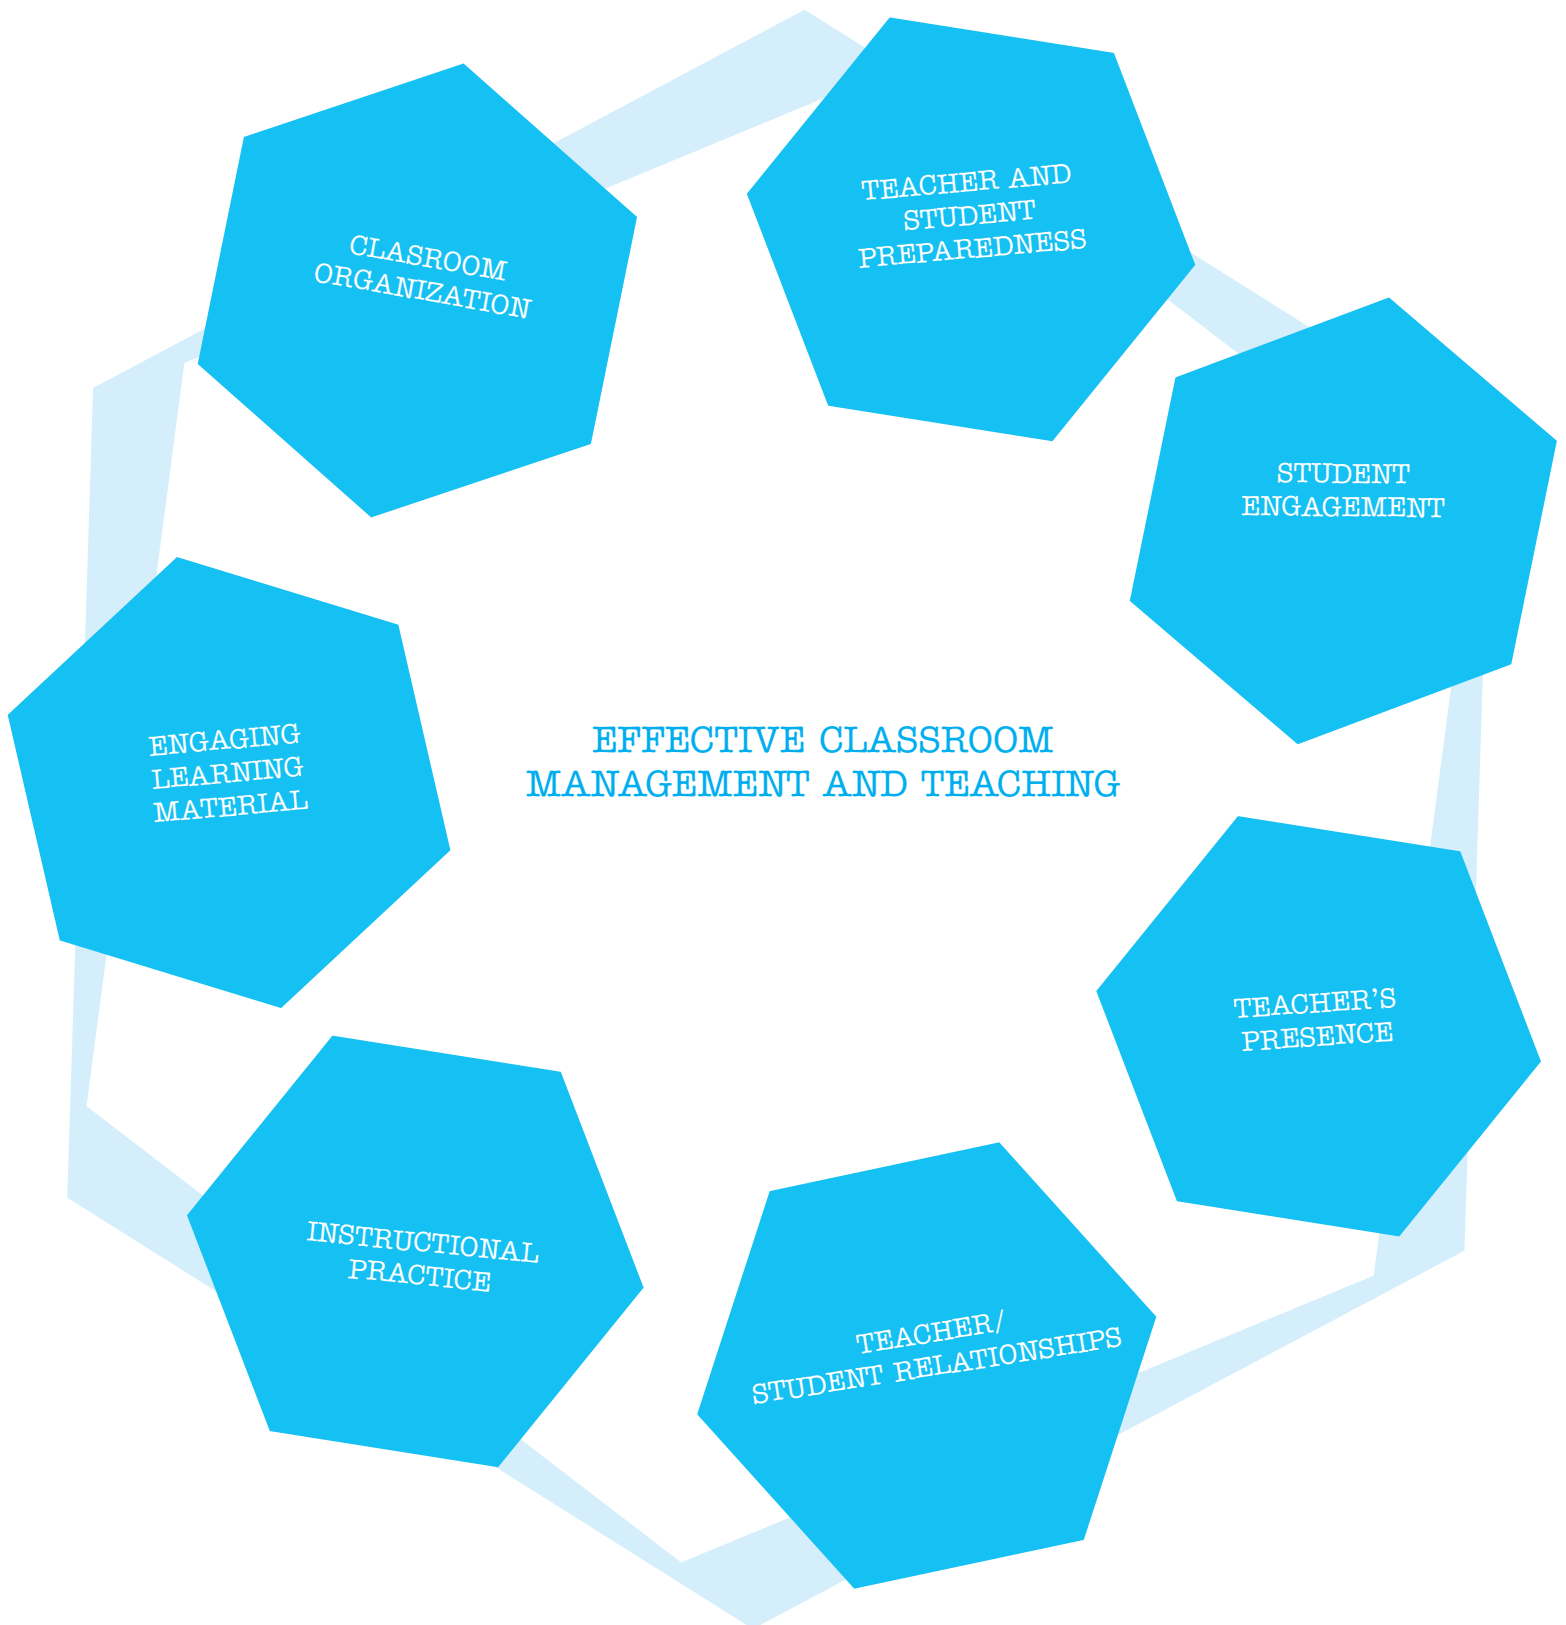 TEACHER AND
STUDENT
PREPAREDNESS
CLASROOM
ORGANIZATION
STUDENT
ENGAGEMENT
ENGAGING
LEARNING
MATERIAL
EFFECTIVE CLASSROOM
MANAGEMENT AND TEACHING
TEACHER’S
PRESENCE
INSTRUCTIONAL
PRACTICE
TEACHER/
STUDENT RELATIONSHIPS